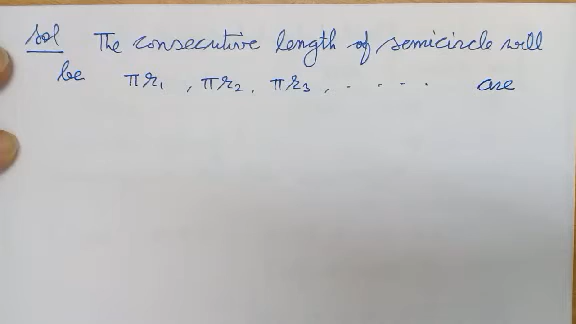 Sol The consecutive length of semicircle will
be πr₁, πr₂, πr₃, ..... are